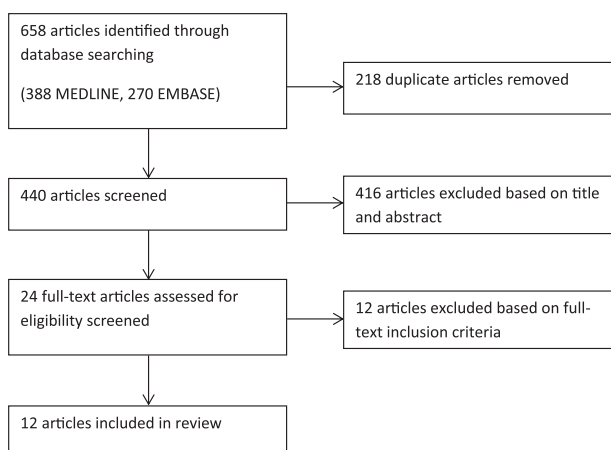 658 articles identified through
database searching
(388 MEDLINE, 270 EMBASE)
218 duplicate articles removed
440 articles screened
416 articles excluded based on title
and abstract
24 full-text articles assessed for
eligibility screened
12 articles excluded based on full-
text inclusion criteria
12 articles included in review